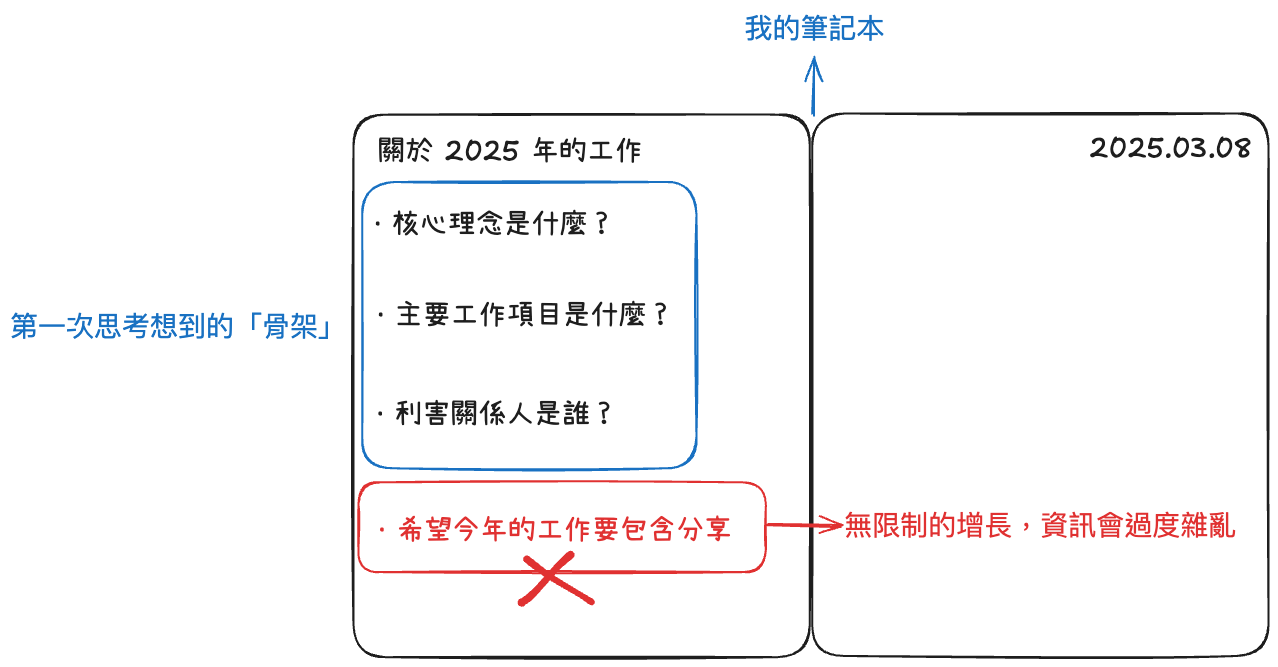 我的筆記本
關於 2025 年的工作
2025.03.08
· 核心理念是什麼？
· 主要工作項目是什麼？
第一次思考想到的「骨架」
· 利害關係人是誰？
· 希望今年的工作要包含分享
無限制的增長，資訊會過度雜亂